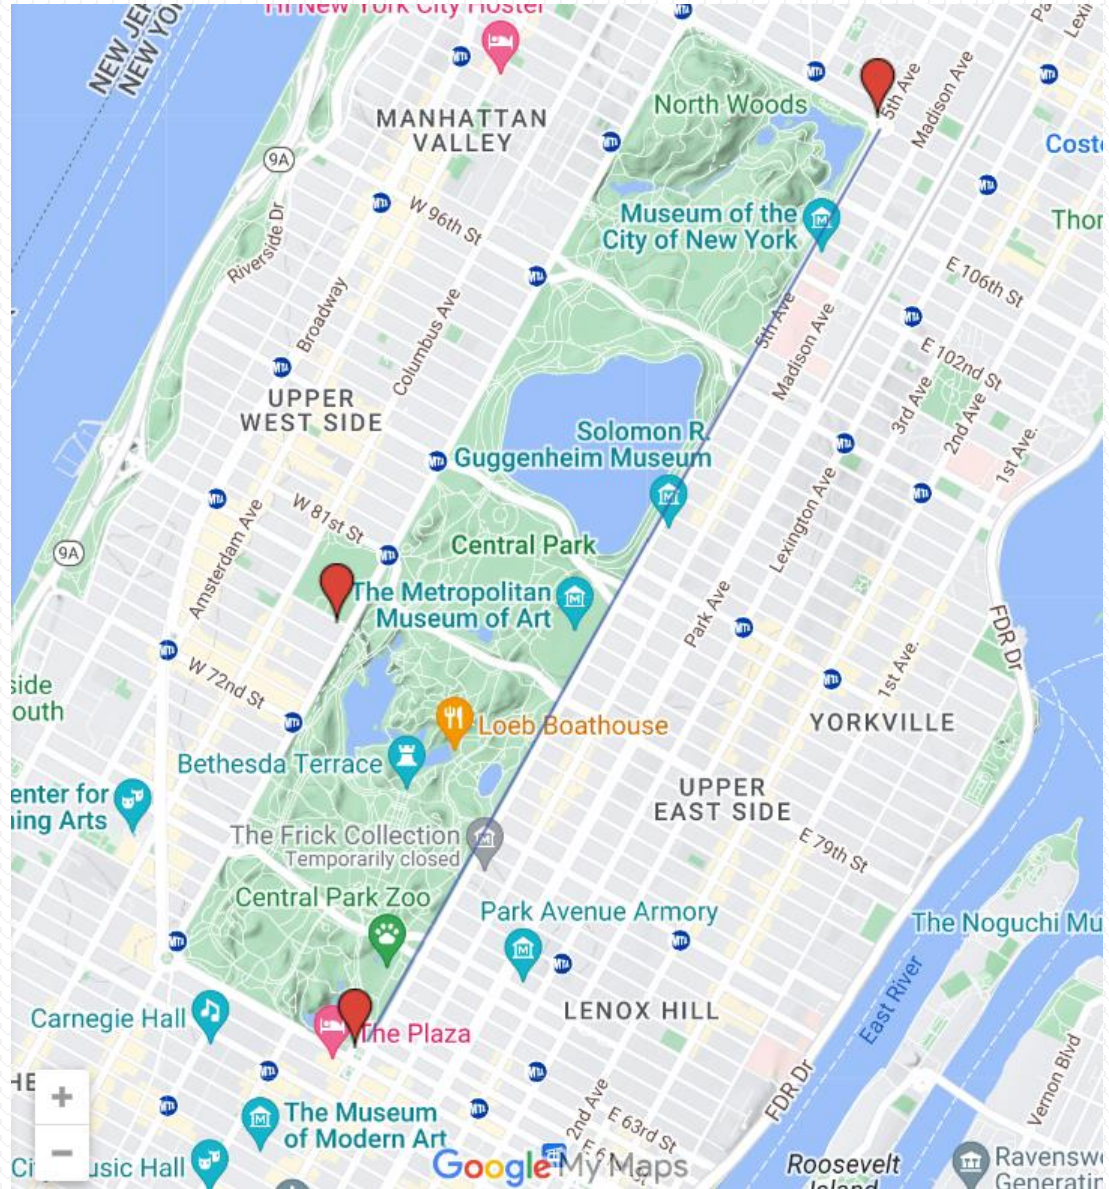 HI New York City Hostel
NEW JER
NEW YO
North Woods
5th Ave
Madison Ave
Lexi
MANHATTAN
VALLEY
9A
Cost
W 96th St
Riverside Dr
Museum of the
City of New York
Thor
E 106th St
Broadway
Columbus Ave
5th Ave
Madison Ave
E 102nd St
3rd Ave
2nd Ave
1st Ave.
UPPER
WEST SIDE
Solomon R.
Guggenheim Museum
Lexington Ave
W 81st St
Amsterdam Ave
9A
Central Park
The Metropolitan
Museum of Art
Park Ave
FDR Dr
1st Ave.
W 72nd St
side
outh
Loeb Boathouse
YORKVILLE
Bethesda Terrace
enter for
ing Arts
UPPER
EAST SIDE
The Frick Collection
Temporarily closed
E 79th St
Central Park Zoo
Park Avenue Armory
The Noguchi Mu
East River
Carnegie Hall
LENOX HILL
The Plaza
FDR Dr
Vernon Blvd
HE
+
The Museum
of Modern Art
2nd Ave
E 63rd St
−
Music Hall
Google My Maps
Roosevelt
Island
Ravensw
Generatin